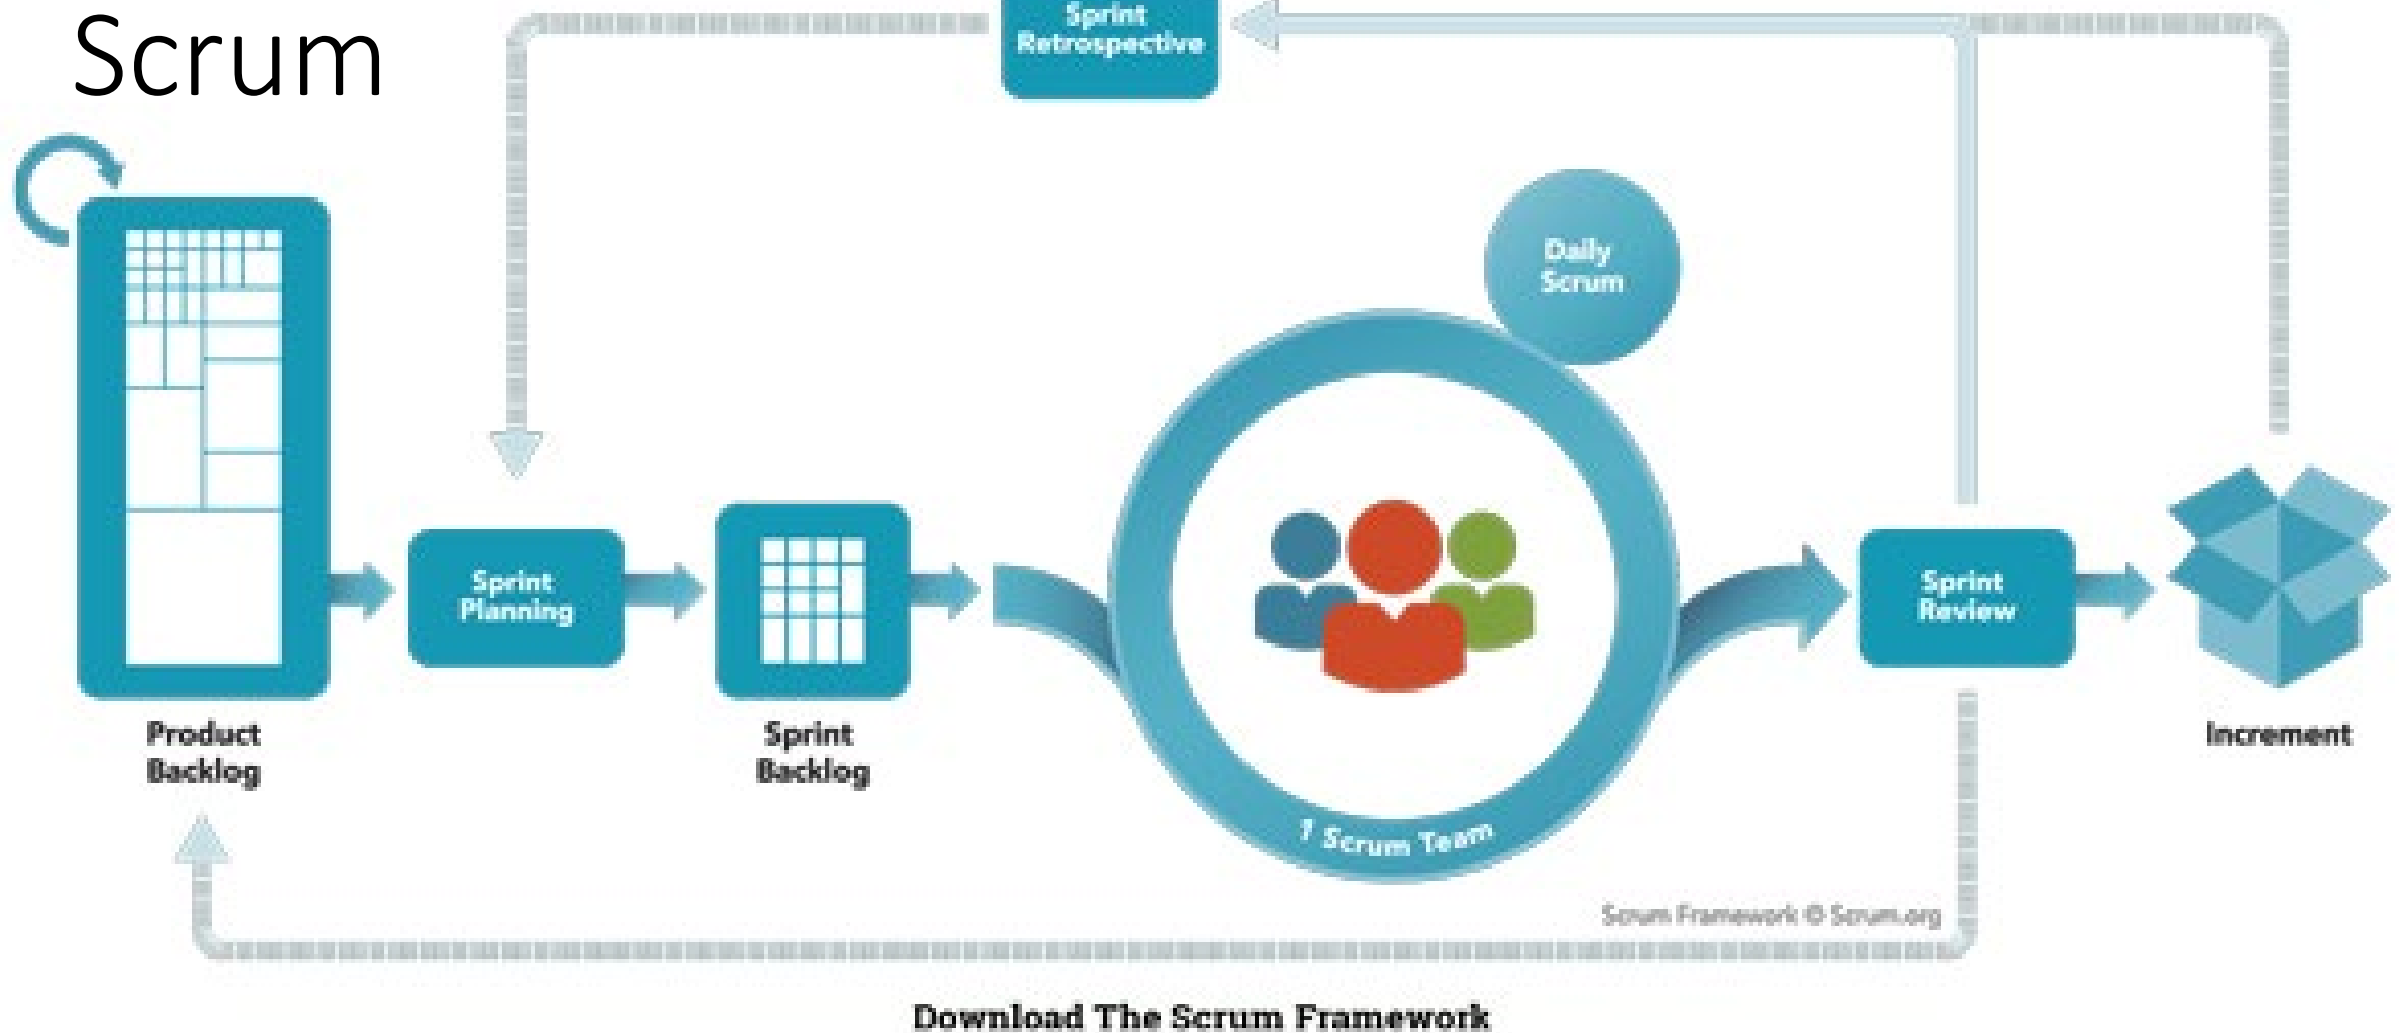 Scrum
Sprint
Retrospective
Daily
Scrum
Sprint
Planning
Sprint
Review
Product
Backlog
Sprint
Backlog
Increment
1 Scrum Team
Scrum Framework © Scrum.org
Download The Scrum Framework